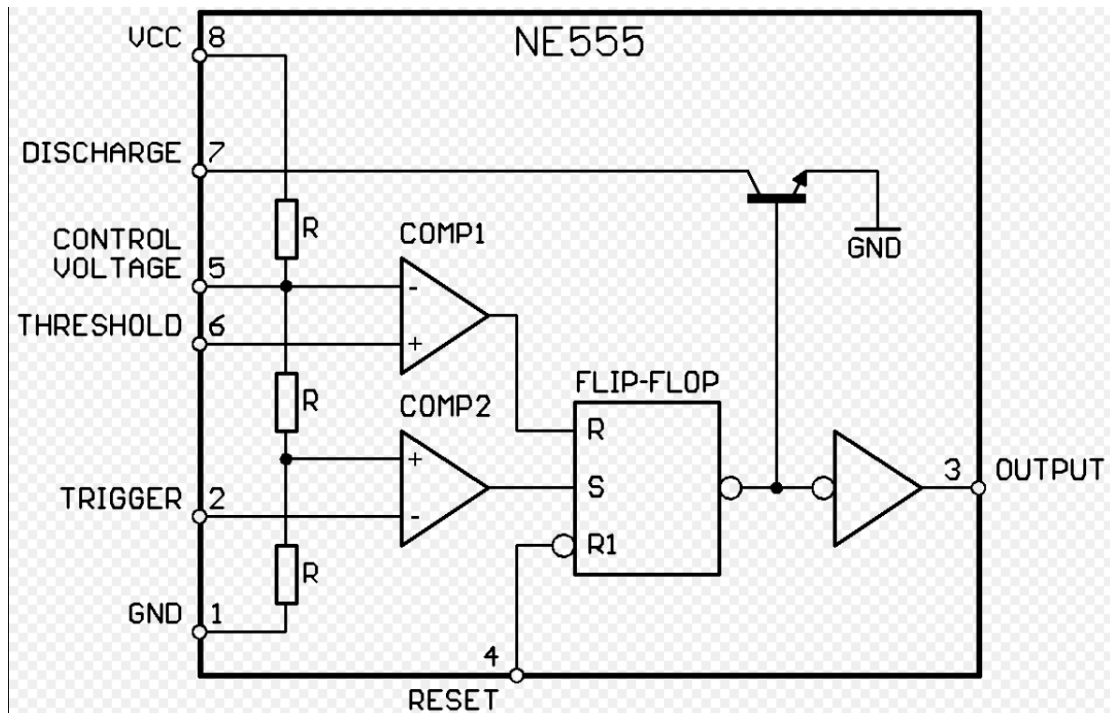 NE555
VCC 8
DISCHARGE 7
GND
R
COMP1
CONTROL
VOLTAGE 5
-
THRESHOLD 6
+
FLIP-FLOP
R
COMP2
R
+
S
3 OUTPUT
TRIGGER 2
-
R1
R
GND 1
4
RESET